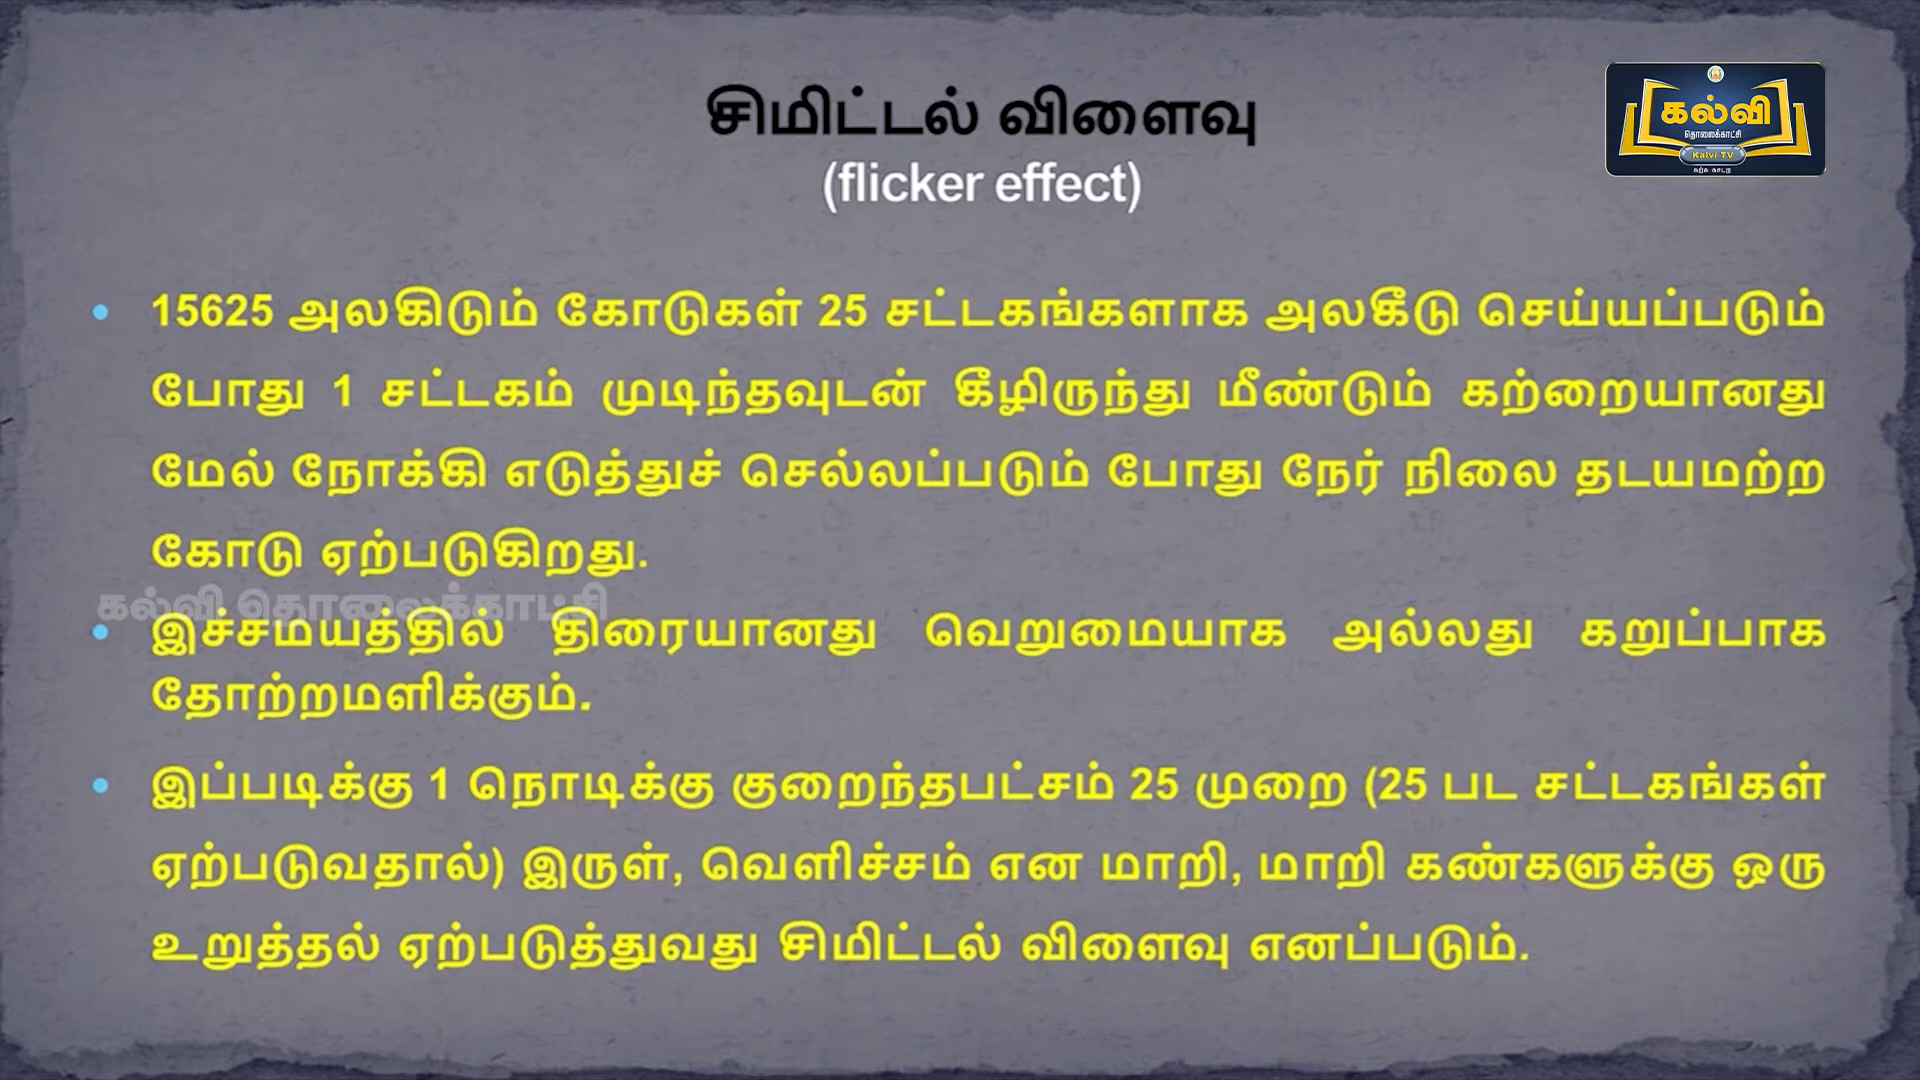 சிமிட்டல் விளைவு
(flicker effect)
கல்வி
தொலைக்காட்சி
Kalvi TV
கற்க கசடற
• 15625 அலகிடும் கோடுகள் 25 சட்டகங்களாக அலகீடு செய்யப்படும்
போது 1 சட்டகம் முடிந்தவுடன் கீழிருந்து மீண்டும் கற்றையானது
மேல் நோக்கி எடுத்துச் செல்லப்படும் போது நேர் நிலை தடயமற்ற
கோடு ஏற்படுகிறது.
கல்வி தொலைக்காட்சி
• இச்சமயத்தில் திரையானது வெறுமையாக அல்லது கறுப்பாக
தோற்றமளிக்கும்.
• இப்படிக்கு 1 நொடிக்கு குறைந்தபட்சம் 25 முறை (25 பட சட்டகங்கள்
ஏற்படுவதால்) இருள், வெளிச்சம் என மாறி, மாறி கண்களுக்கு ஒரு
உறுத்தல் ஏற்படுத்துவது சிமிட்டல் விளைவு எனப்படும்.